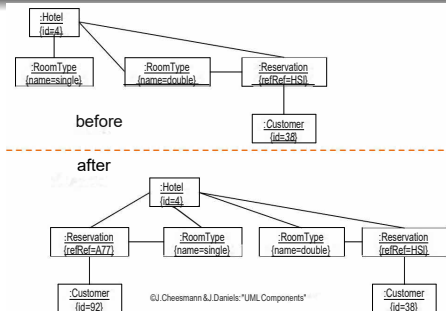 :Hotel
{id=4}
:RoomType
{name=single}
:RoomType
{name=double}
:Reservation
{refRef=HSI}
:Customer
{id=38}
before
after
:Hotel
{id=4}
:Reservation
{refRef=A77}
:RoomType
{name=single}
:RoomType
{name=double}
:Reservation
{refRef=HSI}
:Customer
{id=92}
©J.Cheesmann &J.Daniels:"UML Components"
:Customer
{id=38}